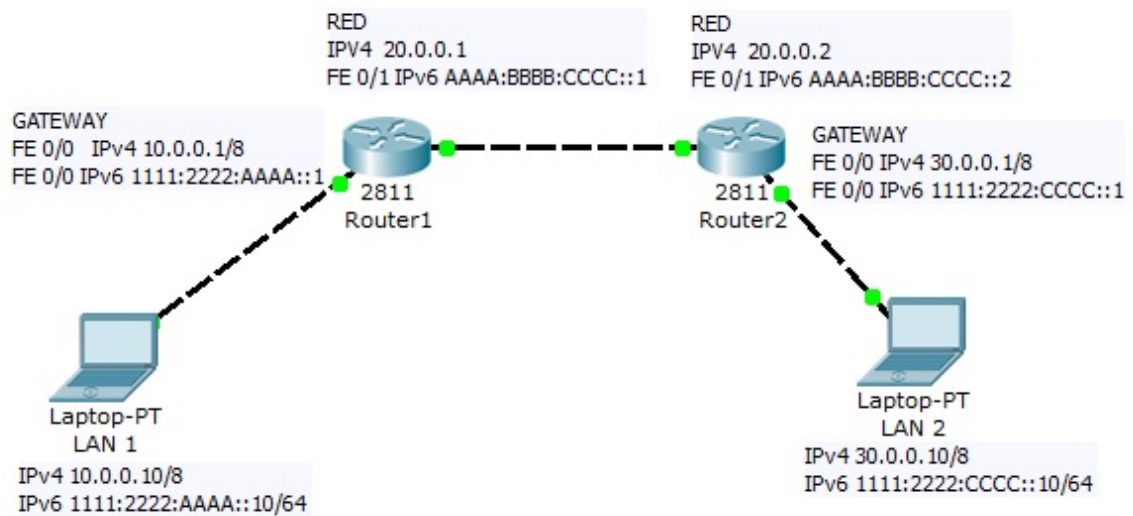 RED
IPV4 20.0.0.1
FE 0/1 IPv6 AAAA:BBBB:CCCC::1
RED
IPV4 20.0.0.2
FE 0/1 IPv6 AAAA:BBBB:CCCC::2
GATEWAY
FE 0/0 IPv4 10.0.0.1/8
FE 0/0 IPv6 1111:2222:AAAA::1
2811
Router1
2811
Router2
GATEWAY
FE 0/0 IPv4 30.0.0.1/8
FE 0/0 IPv6 1111:2222:CCCC::1
Laptop-PT
LAN 1
IPv4 10.0.0.10/8
IPv6 1111:2222:AAAA::10/64
Laptop-PT
LAN 2
IPv4 30.0.0.10/8
IPv6 1111:2222:CCCC::10/64